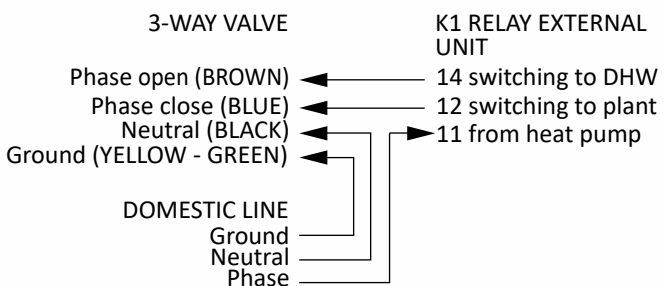 3-WAY VALVE
K1 RELAY EXTERNAL
UNIT
Phase open (BROWN)
14 switching to DHW
Phase close (BLUE)
12 switching to plant
Neutral (BLACK)
11 from heat pump
Ground (YELLOW - GREEN)
DOMESTIC LINE
Ground
Neutral
Phase